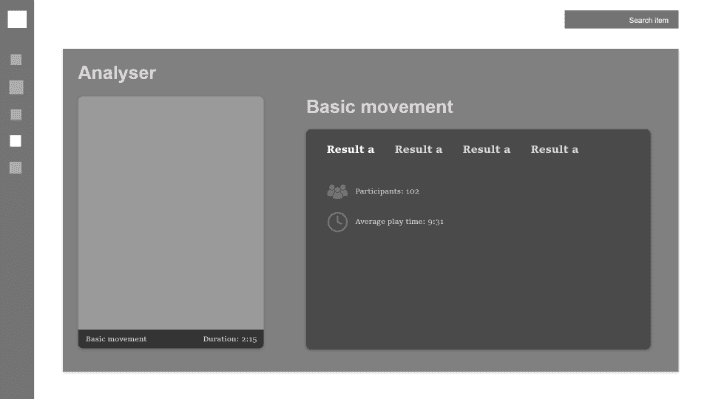 Search item
Analyser
Basic movement
Result a Result a Result a Result a
Participants: 102
Average play time: 9:31
Basic movement Duration: 2:15